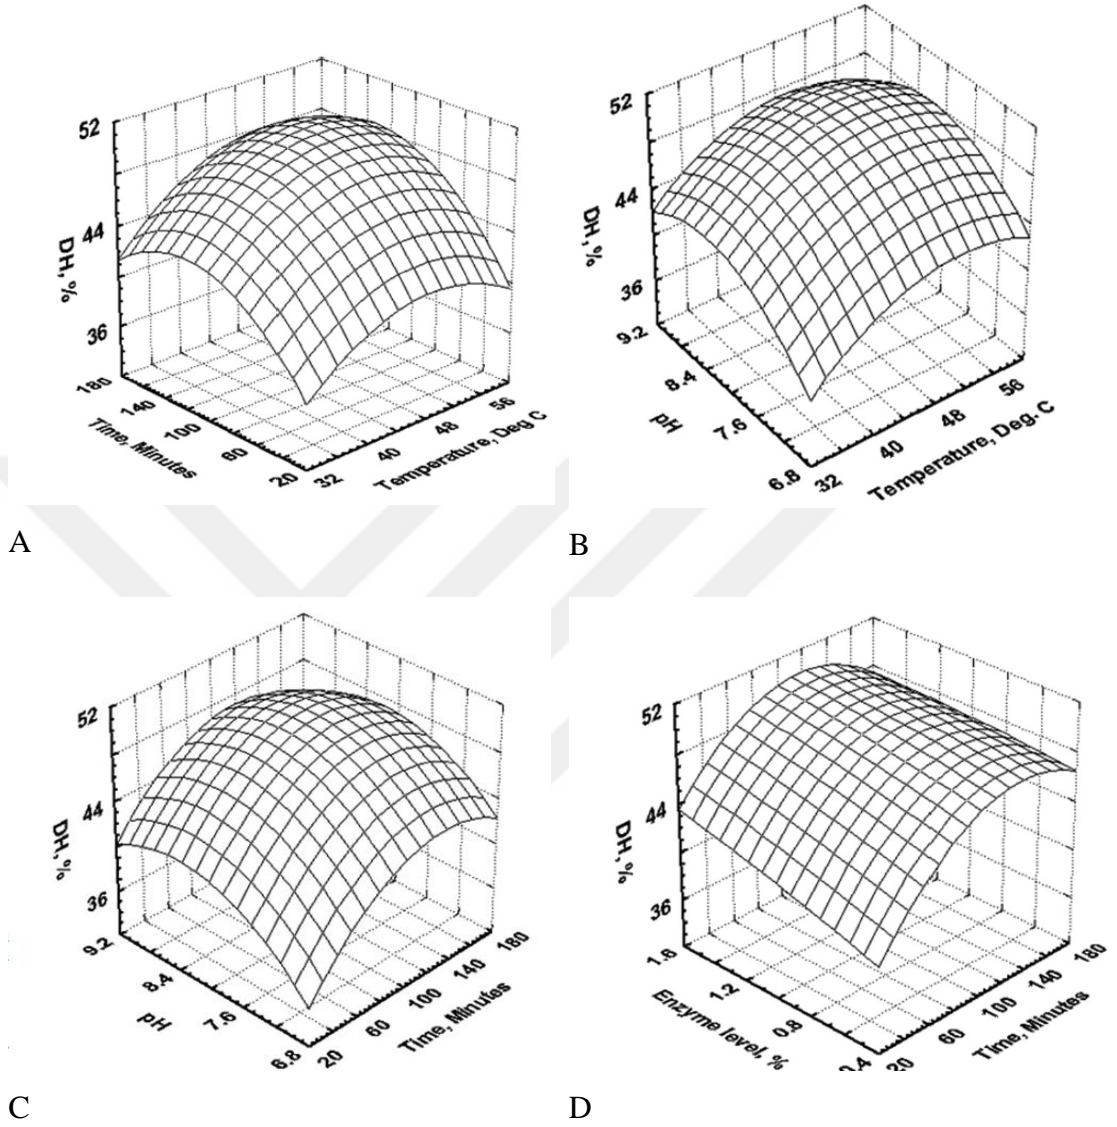 52
44
36
DH, %
180
140
100
60
20
Time, Minutes
32
40
48
56
Temperature, Deg C
A
52
44
36
DH, %
9.2
8.4
7.6
6.8
pH
32
40
48
56
Temperature, Deg. C
B
52
44
36
DH, %
9.2
8.4
7.6
6.8
pH
20
60
100
140
180
Time, Minutes
C
52
44
36
DH, %
1.6
1.2
0.8
0.4
Enzyme level, %
20
60
100
140
180
Time, Minutes
D